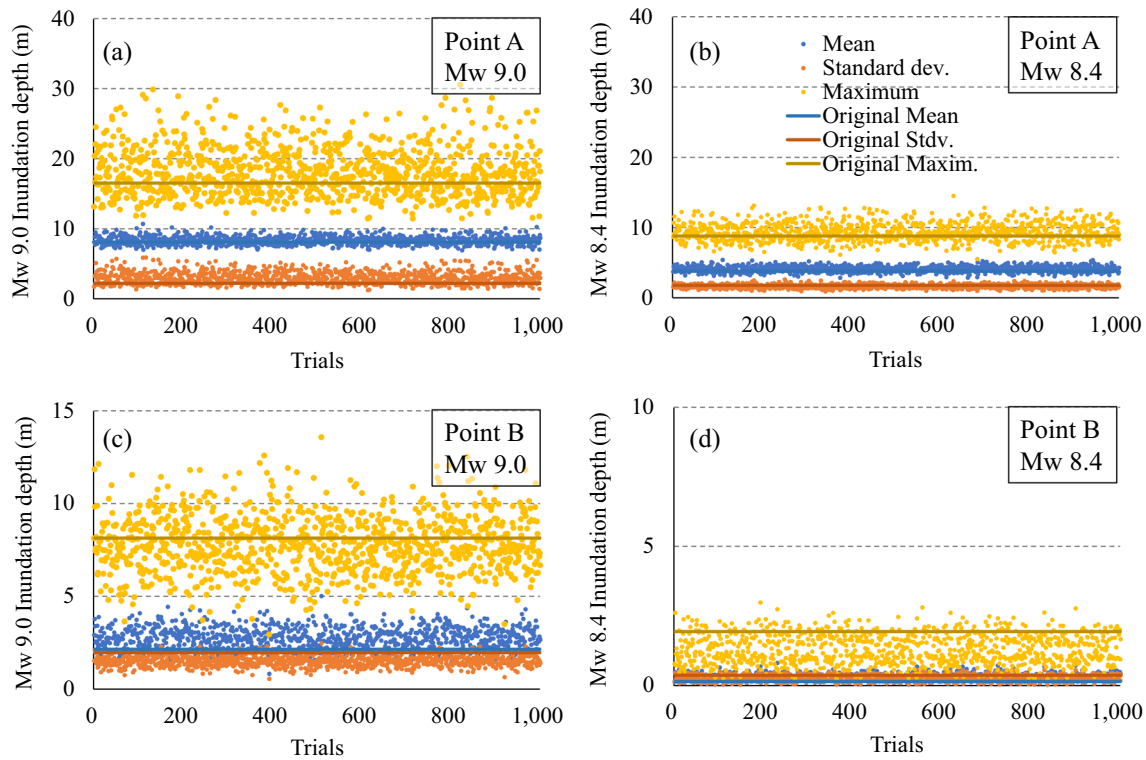 40
30
20
10
0
Mw 9.0 Inundation depth (m)
(a)
Point A
Mw 9.0
0 200 400 600 800 1,000
Trials
40
30
20
10
0
Mw 8.4 Inundation depth (m)
(b)
Point A
Mw 8.4
Mean
Standard dev.
Maximum
Original Mean
Original Stdv.
Original Maxim.
0 200 400 600 800 1,000
Trials
15
10
5
0
Mw 9.0 Inundation depth (m)
(c)
Point B
Mw 9.0
0 200 400 600 800 1,000
Trials
10
5
0
Mw 8.4 Inundation depth (m)
(d)
Point B
Mw 8.4
0 200 400 600 800 1,000
Trials